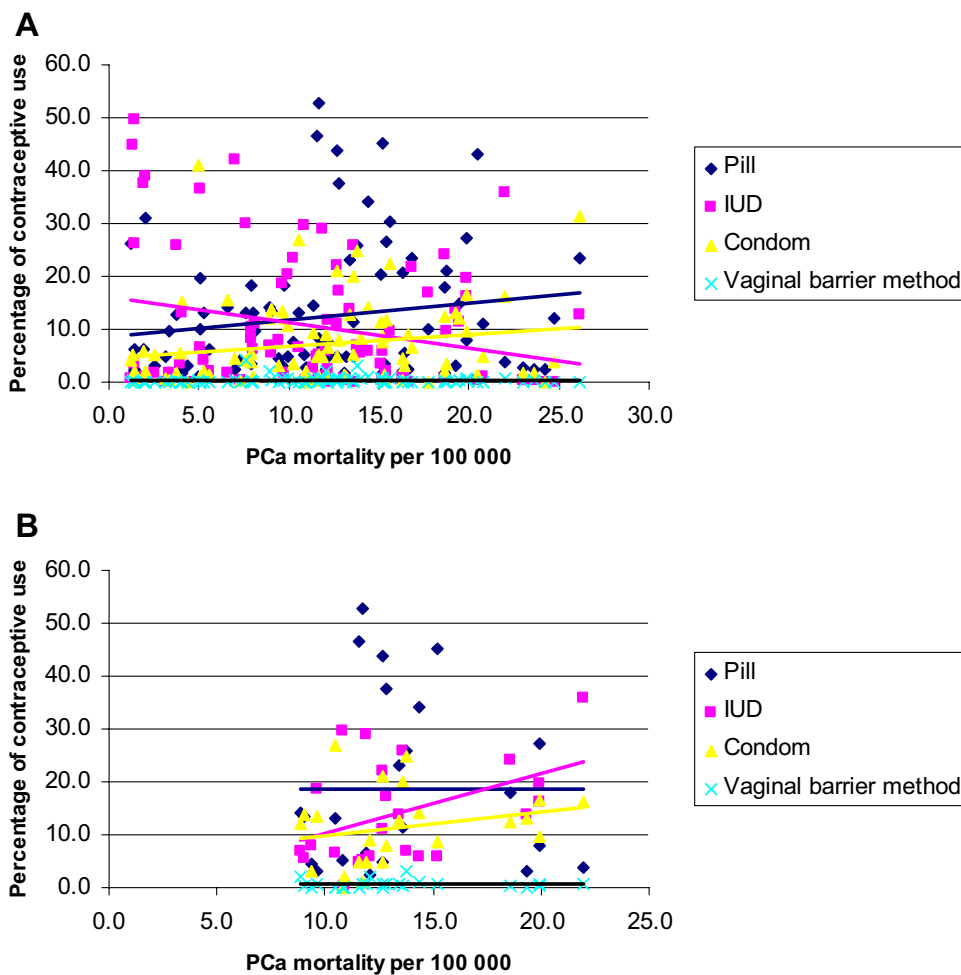 A
Percentage of contraceptive use
60.0
50.0
40.0
30.0
20.0
10.0
0.0
0.0 5.0 10.0 15.0 20.0 25.0 30.0
PCa mortality per 100 000
Pill
IUD
Condom
Vaginal barrier method
B
Percentage of contraceptive use
60.0
50.0
40.0
30.0
20.0
10.0
0.0
0.0 5.0 10.0 15.0 20.0 25.0
PCa mortality per 100 000
Pill
IUD
Condom
Vaginal barrier method